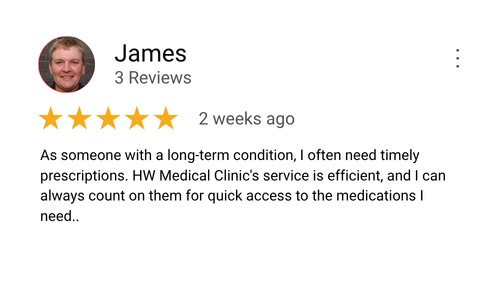 James
3 Reviews
2 weeks ago
As someone with a long-term condition, I often need timely
prescriptions. HW Medical Clinic's service is efficient, and I can
always count on them for quick access to the medications I
need..